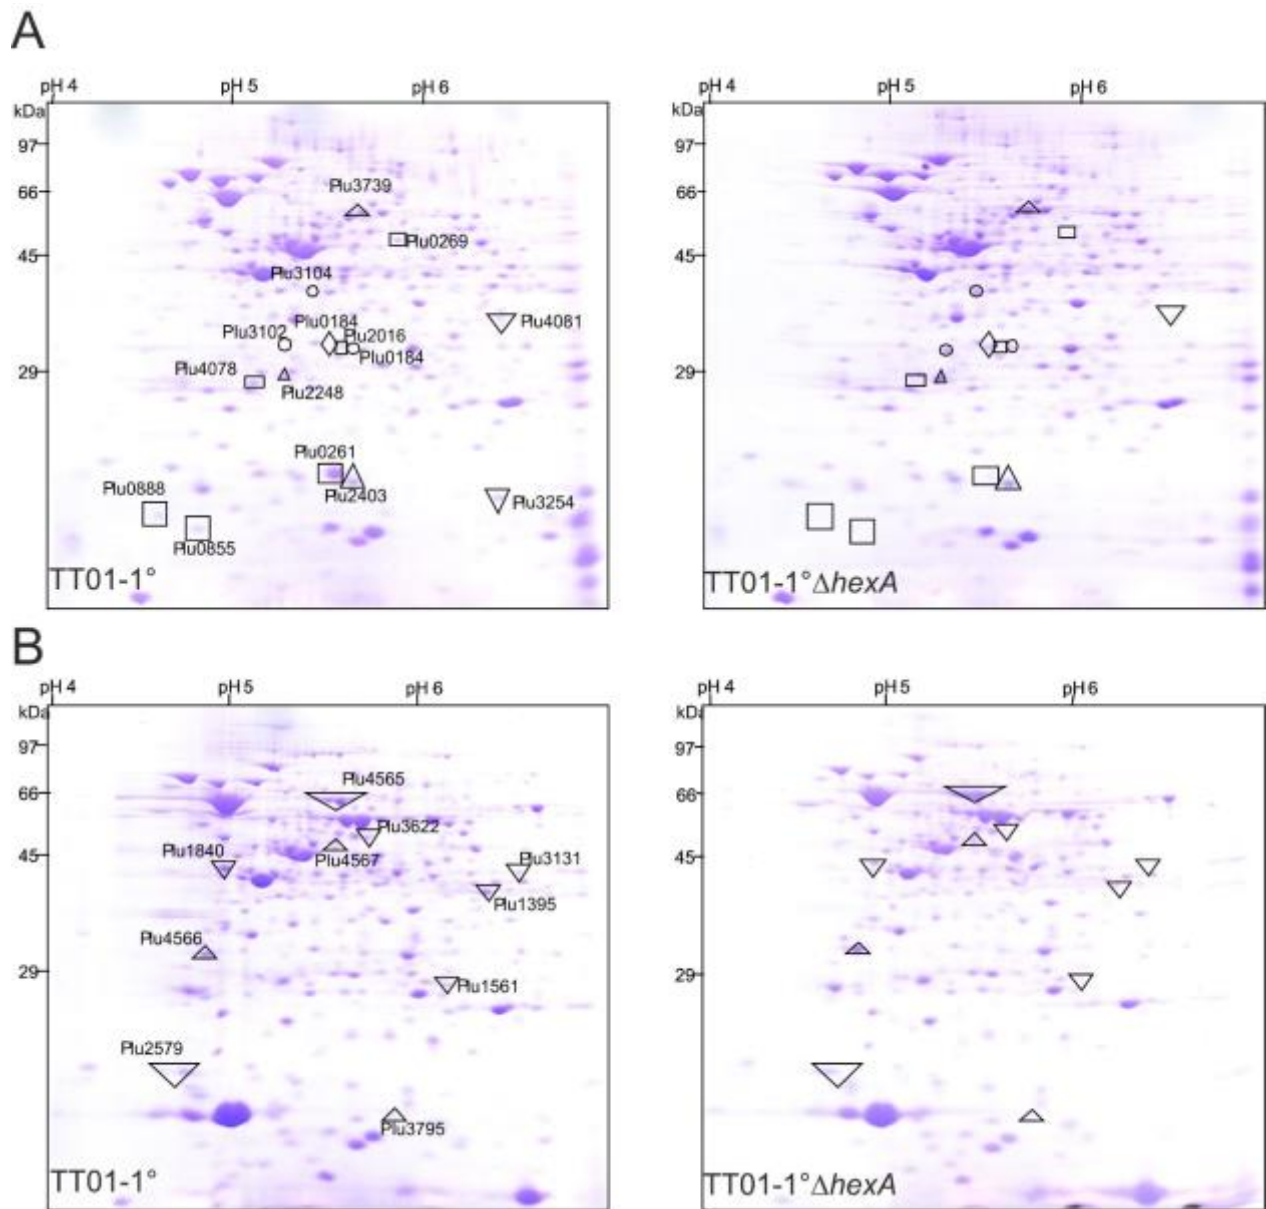 A
pH 4 pH 5 pH 6 pH 4 pH 5 pH 6
kDa kDa
97 97
Plu3739
66 66
Plu0269
45 45
Plu3104
Plu0184 Plu4081
Plu3102 Plu2016
Plu0184
Plu4078
29 29
Plu2248
Plu0261
Plu0888 Plu2403 Plu3254
Plu0855
TT01-1° TT01-1°ΔhexA
B
pH 4 pH 5 pH 6 pH 4 pH 5 pH 6
kDa kDa
97 97
Plu4565
66 66
Plu3622
Plu1840 Plu4567 Plu3131
45 45
Plu1395
Plu4566
29 29
Plu1561
Plu2579
Plu3795
TT01-1° TT01-1°ΔhexA